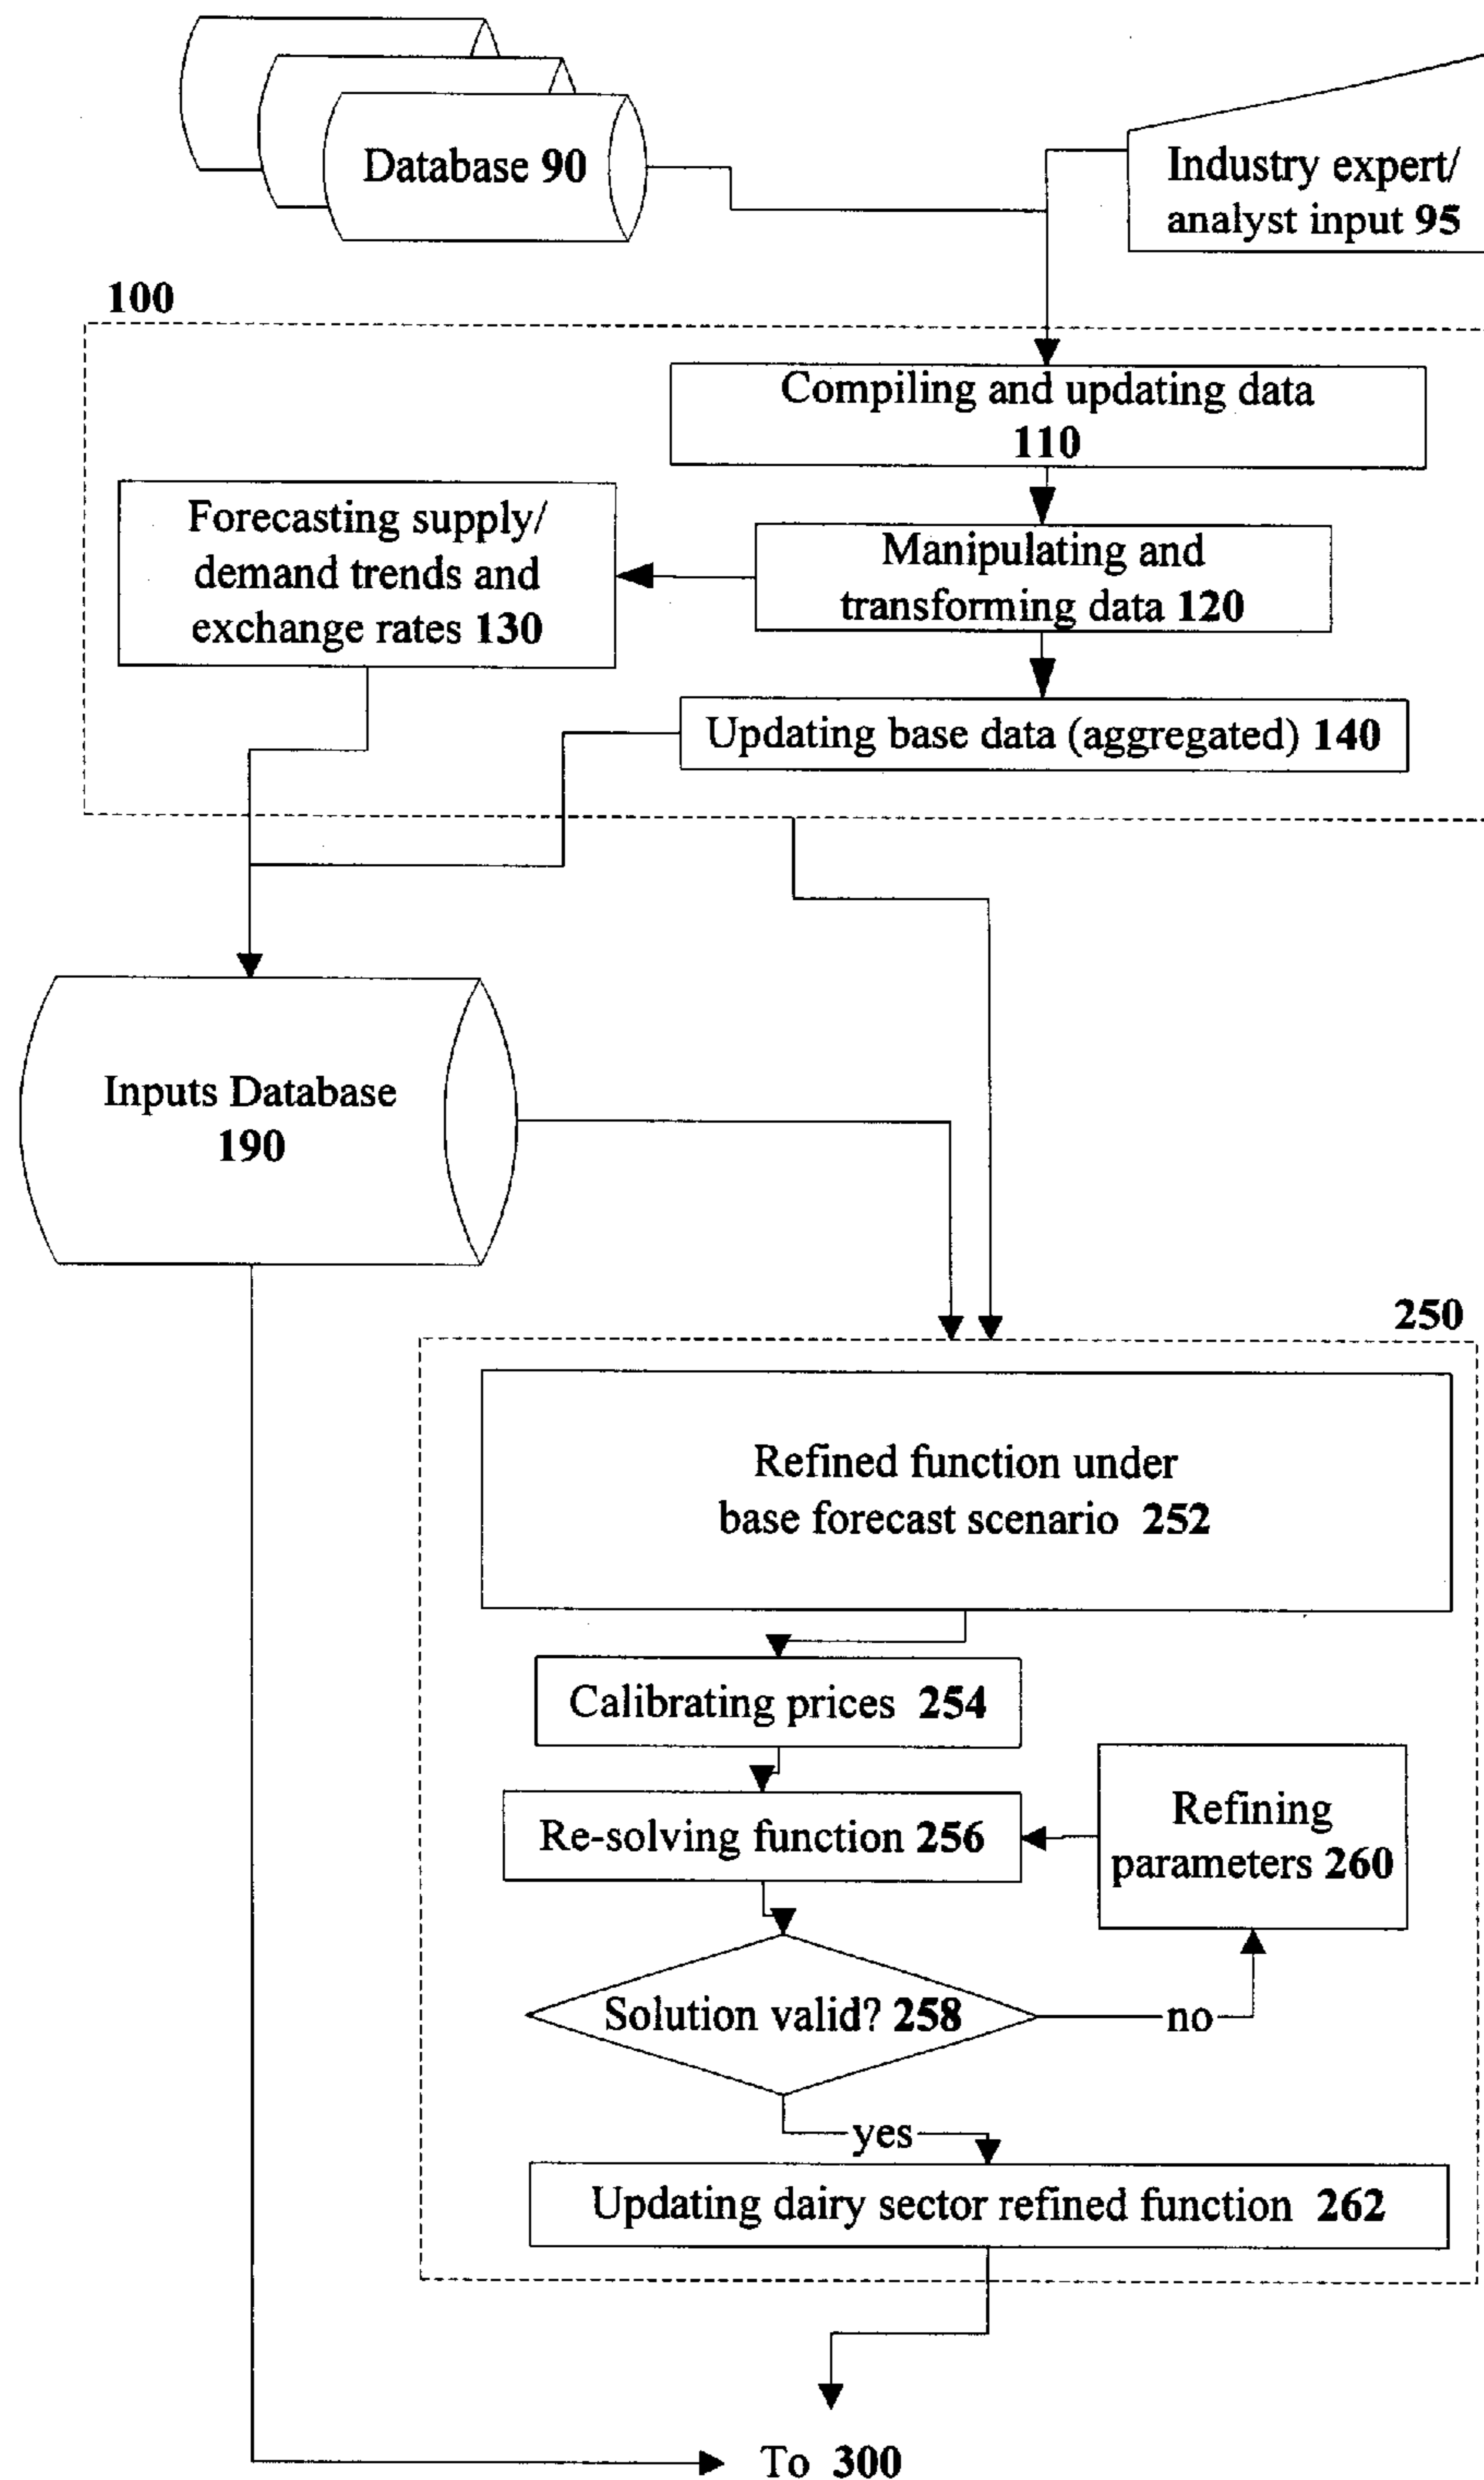 Database 90
Industry expert/
analyst input 95
100
Compiling and updating data
110
Forecasting supply/
demand trends and
exchange rates 130
Manipulating and
transforming data 120
Updating base data (aggregated) 140
Inputs Database
190
250
Refined function under
base forecast scenario 252
Calibrating prices 254
Re-solving function 256
Refining
parameters 260
Solution valid? 258
no
yes
Updating dairy sector refined function 262
To 300